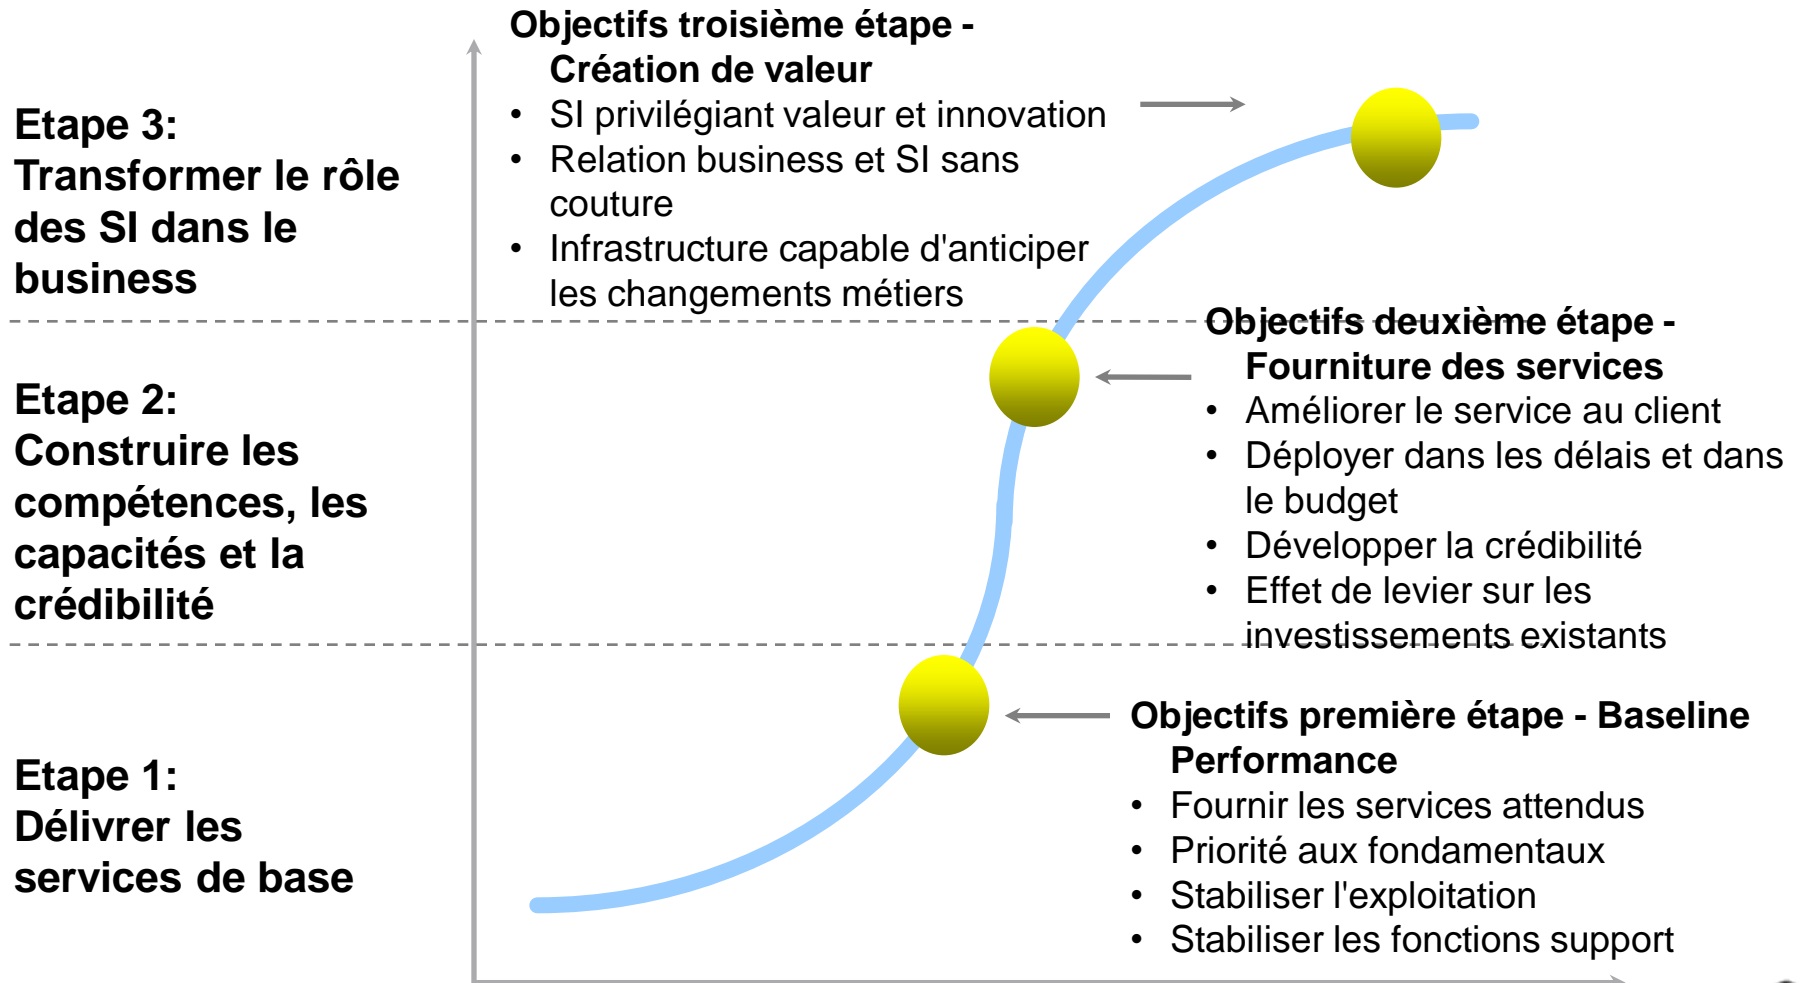 Objectifs troisième étape -
Création de valeur
• SI privilégiant valeur et innovation
• Relation business et SI sans
couture
• Infrastructure capable d'anticiper
les changements métiers
Etape 3:
Transformer le rôle
des SI dans le
business
Objectifs deuxième étape -
Fourniture des services
• Améliorer le service au client
• Déployer dans les délais et dans
le budget
• Développer la crédibilité
• Effet de levier sur les
investissements existants
Etape 2:
Construire les
compétences, les
capacités et la
crédibilité
Objectifs première étape - Baseline
Performance
• Fournir les services attendus
• Priorité aux fondamentaux
• Stabiliser l'exploitation
• Stabiliser les fonctions support
Etape 1:
Délivrer les
services de base